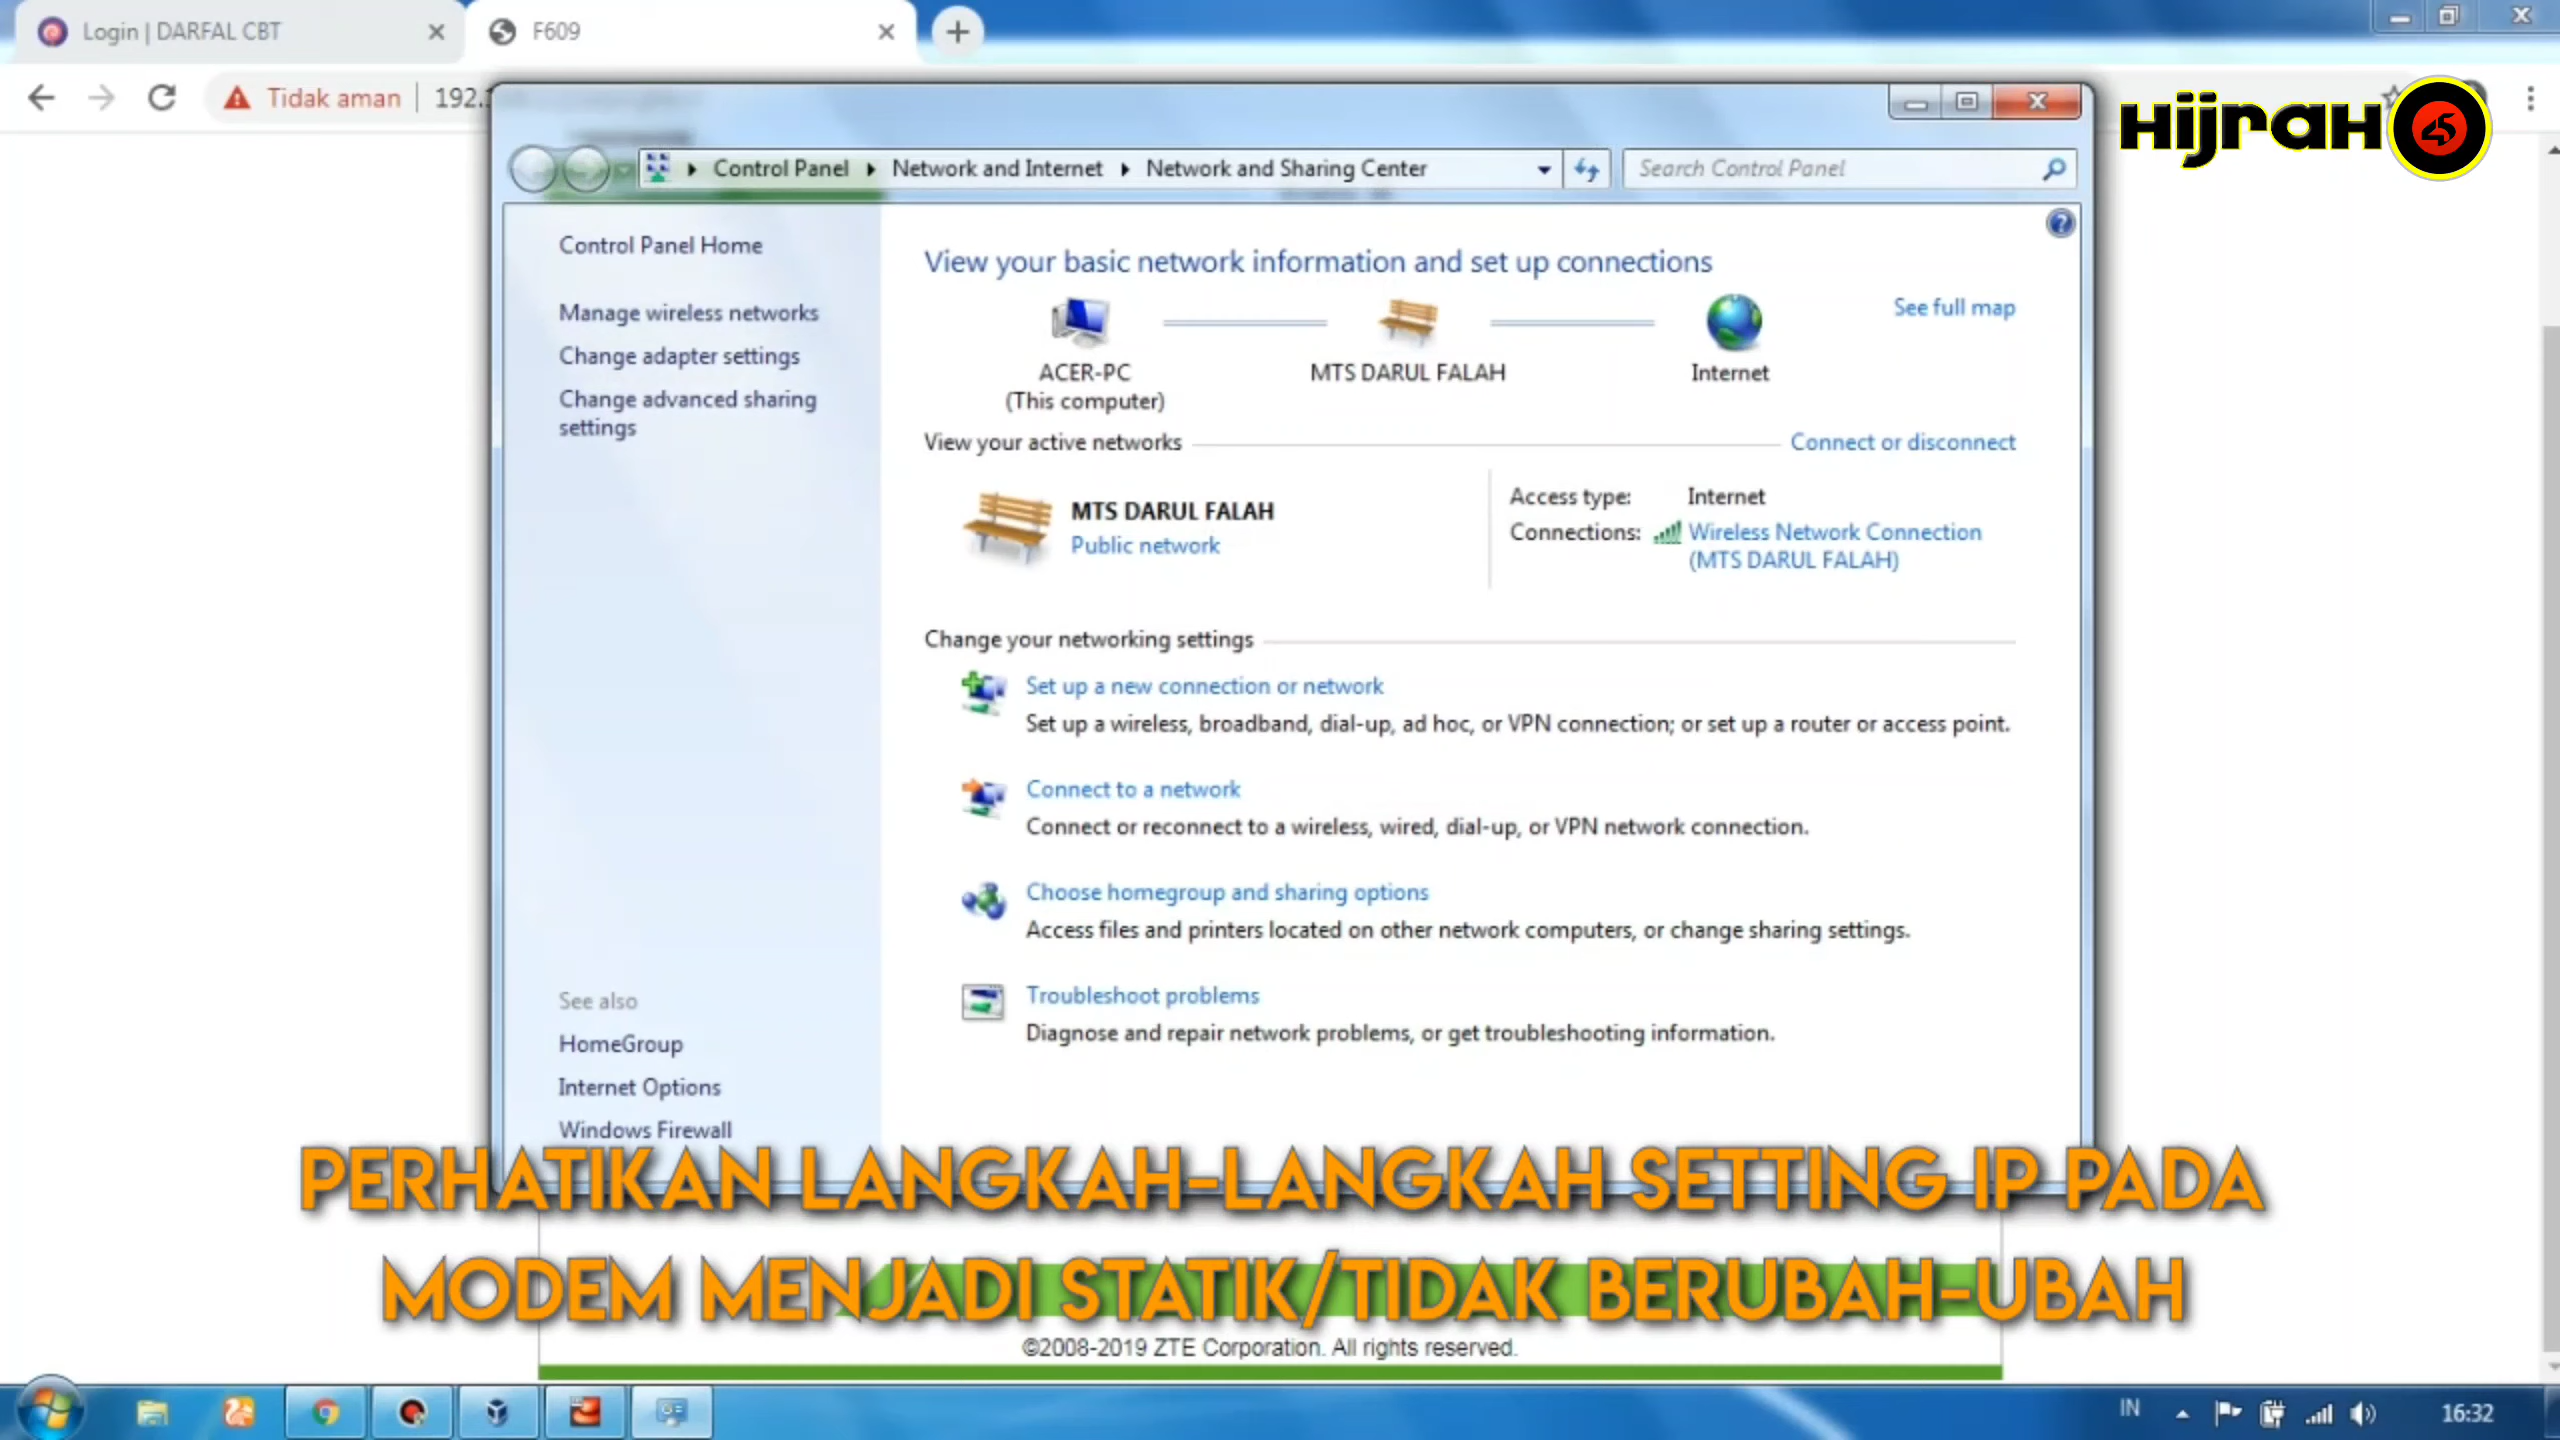 Login | DARFAL CBT
F609
Tidak aman
192.
HIJRAH 45
Control Panel
Network and Internet
Network and Sharing Center
Search Control Panel
Control Panel Home
Manage wireless networks
Change adapter settings
Change advanced sharing
settings
View your basic network information and set up connections
See full map
ACER-PC
(This computer)
MTS DARUL FALAH
Internet
View your active networks
Connect or disconnect
MTS DARUL FALAH
Public network
Access type: Internet
Connections: Wireless Network Connection
(MTS DARUL FALAH)
Change your networking settings
Set up a new connection or network
Set up a wireless, broadband, dial-up, ad hoc, or VPN connection; or set up a router or access point.
Connect to a network
Connect or reconnect to a wireless, wired, dial-up, or VPN network connection.
Choose homegroup and sharing options
Access files and printers located on other network computers, or change sharing settings.
Troubleshoot problems
Diagnose and repair network problems, or get troubleshooting information.
See also
HomeGroup
Internet Options
Windows Firewall
PERHATIKAN LANGKAH-LANGKAH SETTING IP PADA
MODEM MENJADI STATIK/TIDAK BERUBAH-UBAH
©2008-2019 ZTE Corporation. All rights reserved.
IN
16:32